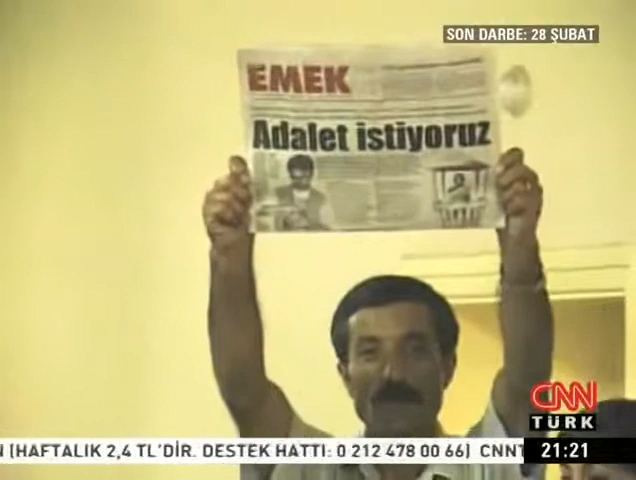 SON DARBE: 28 ŞUBAT
EMEK
Adalet istiyoruz
CNN
TÜRK
N (HAFTALIK 2,4 TL'DİR. DESTEK HATTI: 0 212 478 00 66) CNNT
21:21